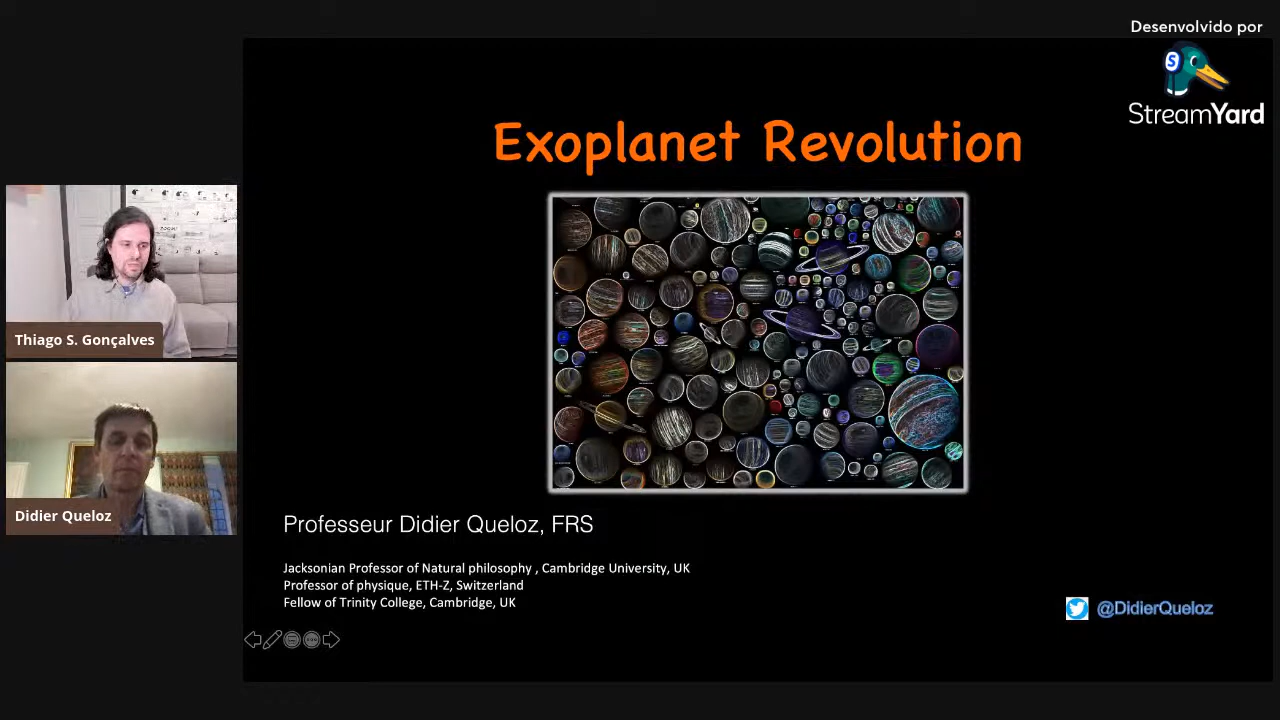 Desenvolvido por
StreamYard
Exoplanet Revolution
Thiago S. Gonçalves
Didier Queloz
Professeur Didier Queloz, FRS
Jacksonian Professor of Natural philosophy , Cambridge University, UK
Professor of physique, ETH-Z, Switzerland
Fellow of Trinity College, Cambridge, UK
@DidierQueloz